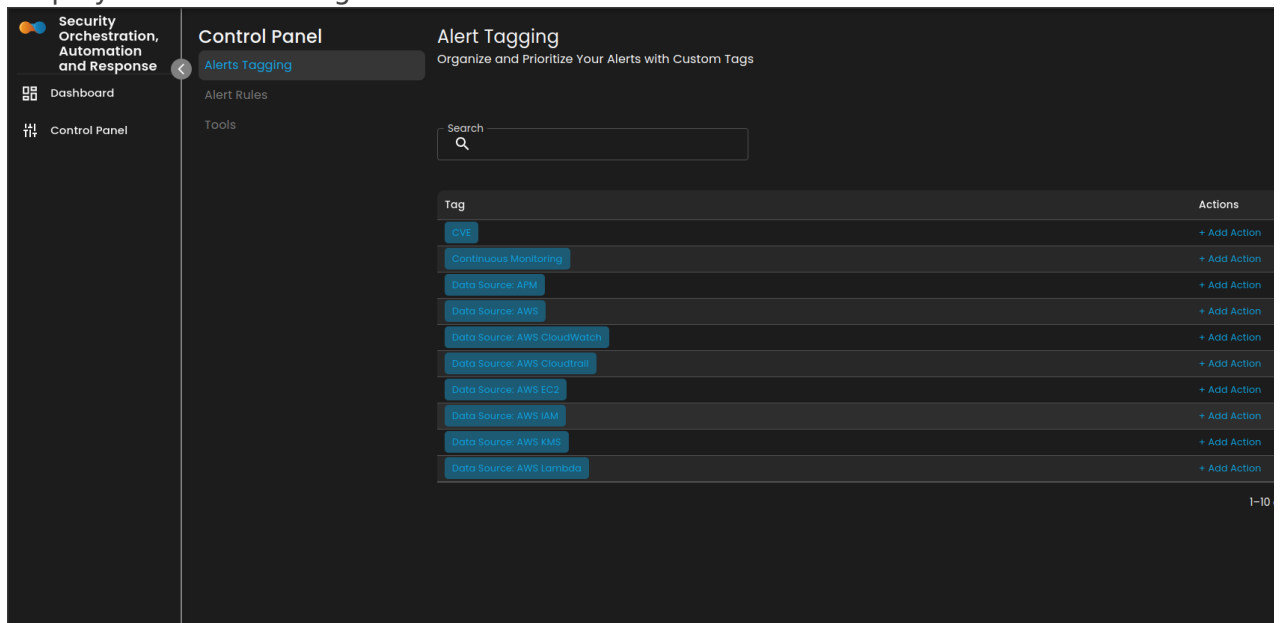 Security
Orchestration,
Automation
and Response
Dashboard
Control Panel
Control Panel
Alerts Tagging
Alert Rules
Tools
Alert Tagging
Organize and Prioritize Your Alerts with Custom Tags
Search
Tag Actions
CVE + Add Action
Continuous Monitoring + Add Action
Data Source: APM + Add Action
Data Source: AWS + Add Action
Data Source: AWS CloudWatch + Add Action
Data Source: AWS Cloudtrail + Add Action
Data Source: AWS EC2 + Add Action
Data Source: AWS IAM + Add Action
Data Source: AWS KMS + Add Action
Data Source: AWS Lambda + Add Action
1–10